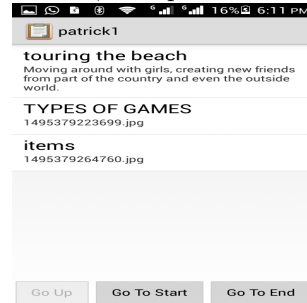 16% 6:11 PM
patrick1
touring the beach
Moving around with girls, creating new friends
from part of the country and even the outside
world.
TYPES OF GAMES
1495379223699.jpg
items
1495379264760.jpg
Go Up
Go To Start
Go To End